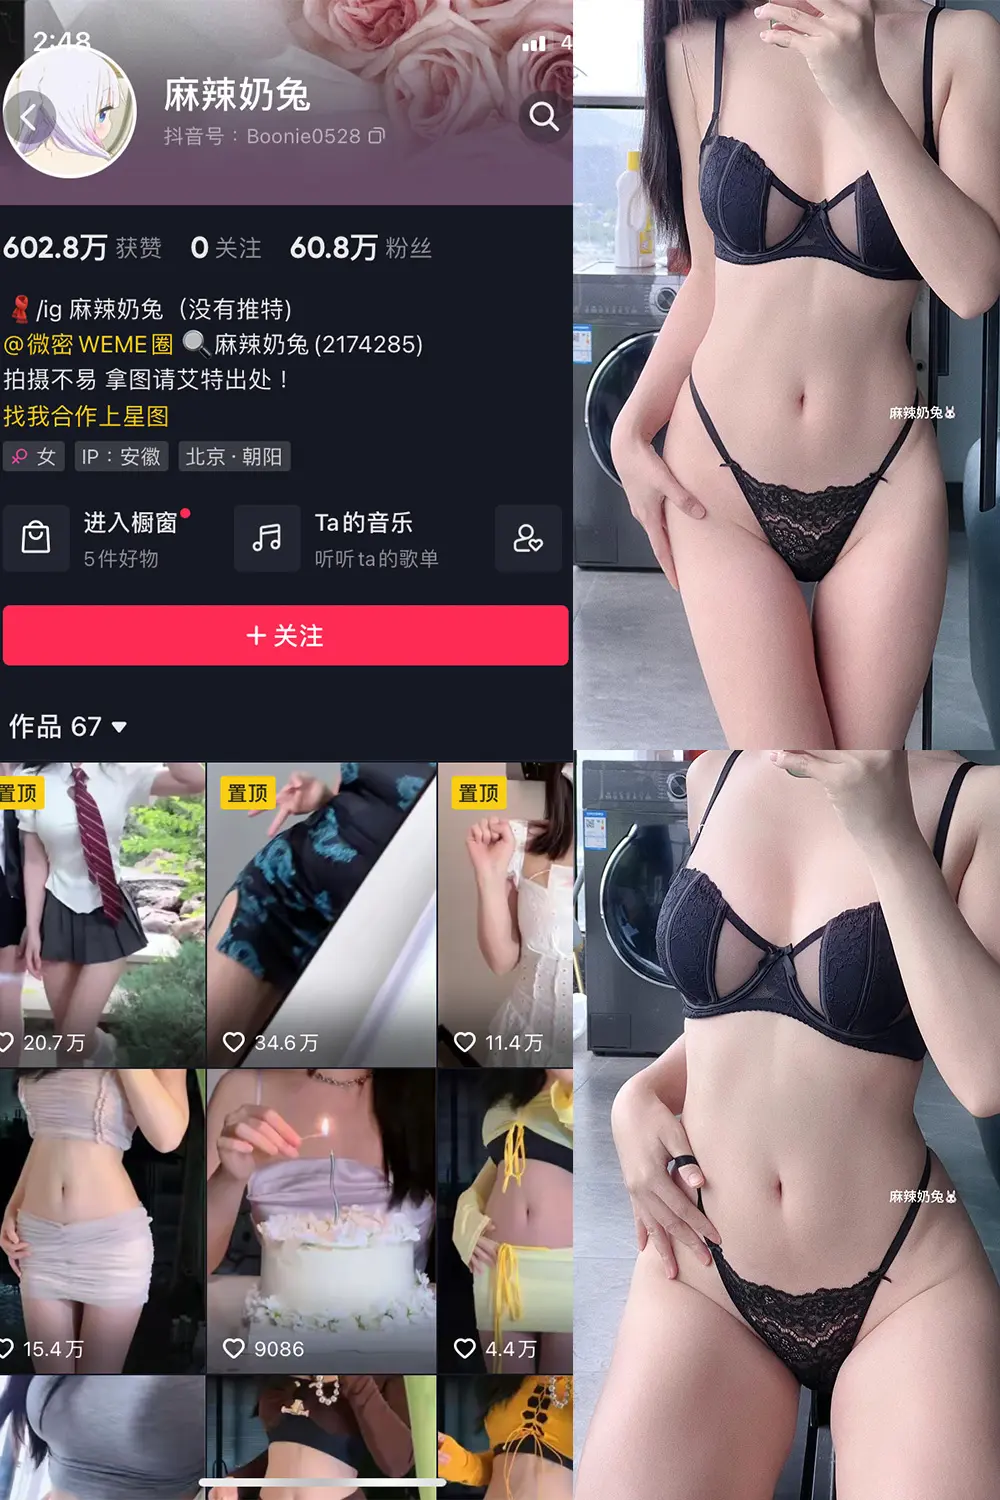 2:48
4
麻辣奶兔
抖音号：Boonie0528
602.8万 获赞 0 关注 60.8万 粉丝
/ig 麻辣奶兔（没有推特)
@微密 WEME圈 麻辣奶兔(2174285)
拍摄不易 拿图请艾特出处！
找我合作上星图
女 IP：安徽 北京·朝阳
进入橱窗 Ta的音乐
5件好物 听听ta的歌单
+ 关注
作品 67
置顶 置顶 置顶
20.7万 34.6万 11.4万
15.4万 9086 4.4万
麻辣奶兔
麻辣奶兔